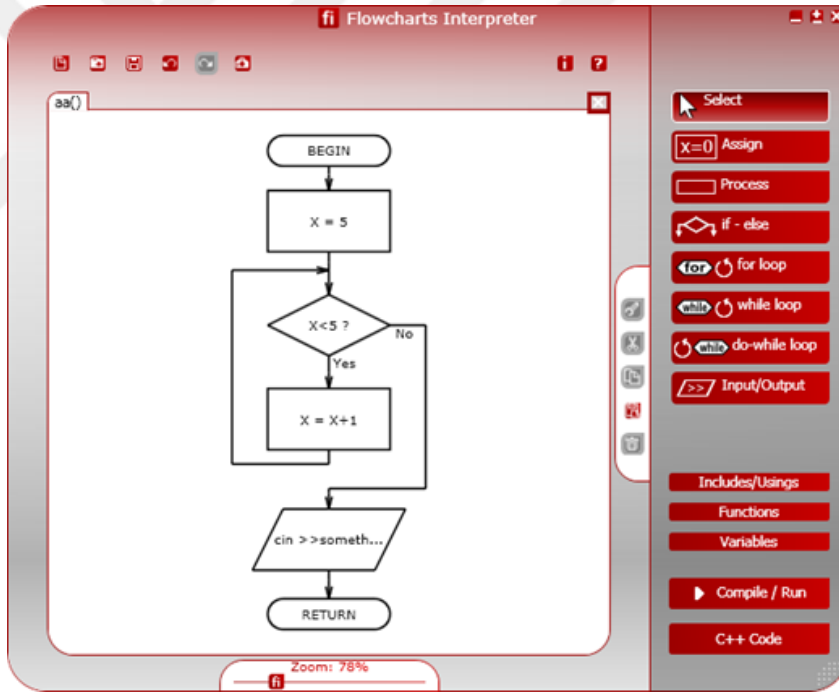 fi Flowcharts Interpreter
i ?
aa()
BEGIN
X = 5
X<5 ?
No
Yes
X = X+1
cin >>someth...
RETURN
Zoom: 78%
fi
Select
x=0 Assign
Process
if - else
for for loop
while while loop
while do-while loop
>> Input/Output
Includes/Usings
Functions
Variables
Compile / Run
C++ Code